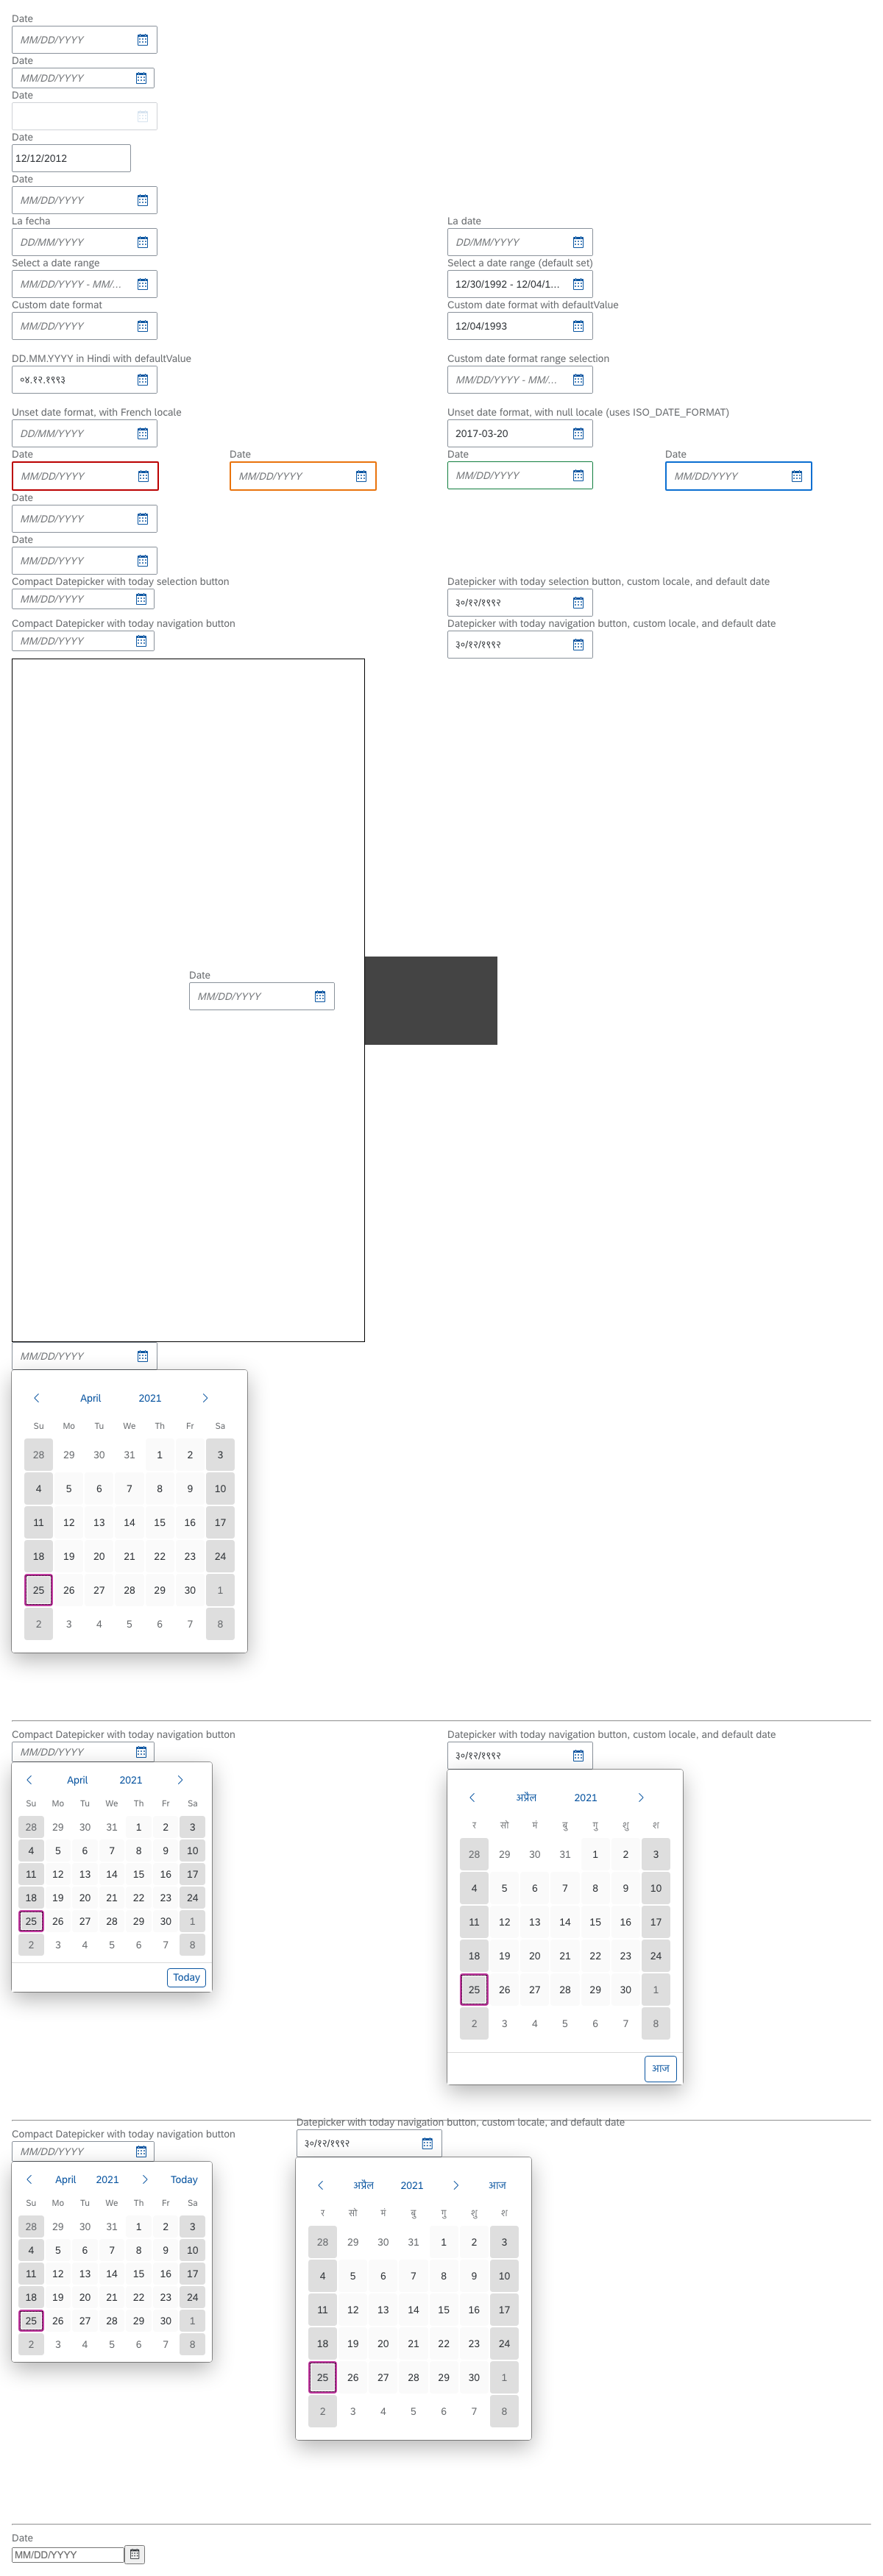 Date
MM/DD/YYYY
Date
MM/DD/YYYY
Date
Date
12/12/2012
Date
MM/DD/YYYY
La fecha
DD/MM/YYYY
La date
DD/MM/YYYY
Select a date range
MM/DD/YYYY - MM/...
Select a date range (default set)
12/30/1992 - 12/04/1...
Custom date format
MM/DD/YYYY
Custom date format with defaultValue
12/04/1993
DD.MM.YYYY in Hindi with defaultValue
०४.१२.१९९३
Custom date format range selection
MM/DD/YYYY - MM/...
Unset date format, with French locale
DD/MM/YYYY
Unset date format, with null locale (uses ISO_DATE_FORMAT)
2017-03-20
Date
MM/DD/YYYY
Date
MM/DD/YYYY
Date
MM/DD/YYYY
Date
MM/DD/YYYY
Date
MM/DD/YYYY
Date
MM/DD/YYYY
Compact Datepicker with today selection button
MM/DD/YYYY
Datepicker with today selection button, custom locale, and default date
३०/१२/१९९२
Compact Datepicker with today navigation button
MM/DD/YYYY
Datepicker with today navigation button, custom locale, and default date
३०/१२/१९९२
Date
MM/DD/YYYY
MM/DD/YYYY
April 2021
Su Mo Tu We Th Fr Sa
28 29 30 31 1 2 3
4 5 6 7 8 9 10
11 12 13 14 15 16 17
18 19 20 21 22 23 24
25 26 27 28 29 30 1
2 3 4 5 6 7 8
Compact Datepicker with today navigation button
MM/DD/YYYY
April 2021
Su Mo Tu We Th Fr Sa
28 29 30 31 1 2 3
4 5 6 7 8 9 10
11 12 13 14 15 16 17
18 19 20 21 22 23 24
25 26 27 28 29 30 1
2 3 4 5 6 7 8
Today
Datepicker with today navigation button, custom locale, and default date
३०/१२/१९९२
अप्रैल 2021
र सो मं बु गु शु श
28 29 30 31 1 2 3
4 5 6 7 8 9 10
11 12 13 14 15 16 17
18 19 20 21 22 23 24
25 26 27 28 29 30 1
2 3 4 5 6 7 8
आज
Compact Datepicker with today navigation button
MM/DD/YYYY
April 2021 Today
Su Mo Tu We Th Fr Sa
28 29 30 31 1 2 3
4 5 6 7 8 9 10
11 12 13 14 15 16 17
18 19 20 21 22 23 24
25 26 27 28 29 30 1
2 3 4 5 6 7 8
Datepicker with today navigation button, custom locale, and default date
३०/१२/१९९२
अप्रैल 2021 आज
र सो मं बु गु शु श
28 29 30 31 1 2 3
4 5 6 7 8 9 10
11 12 13 14 15 16 17
18 19 20 21 22 23 24
25 26 27 28 29 30 1
2 3 4 5 6 7 8
Date
MM/DD/YYYY